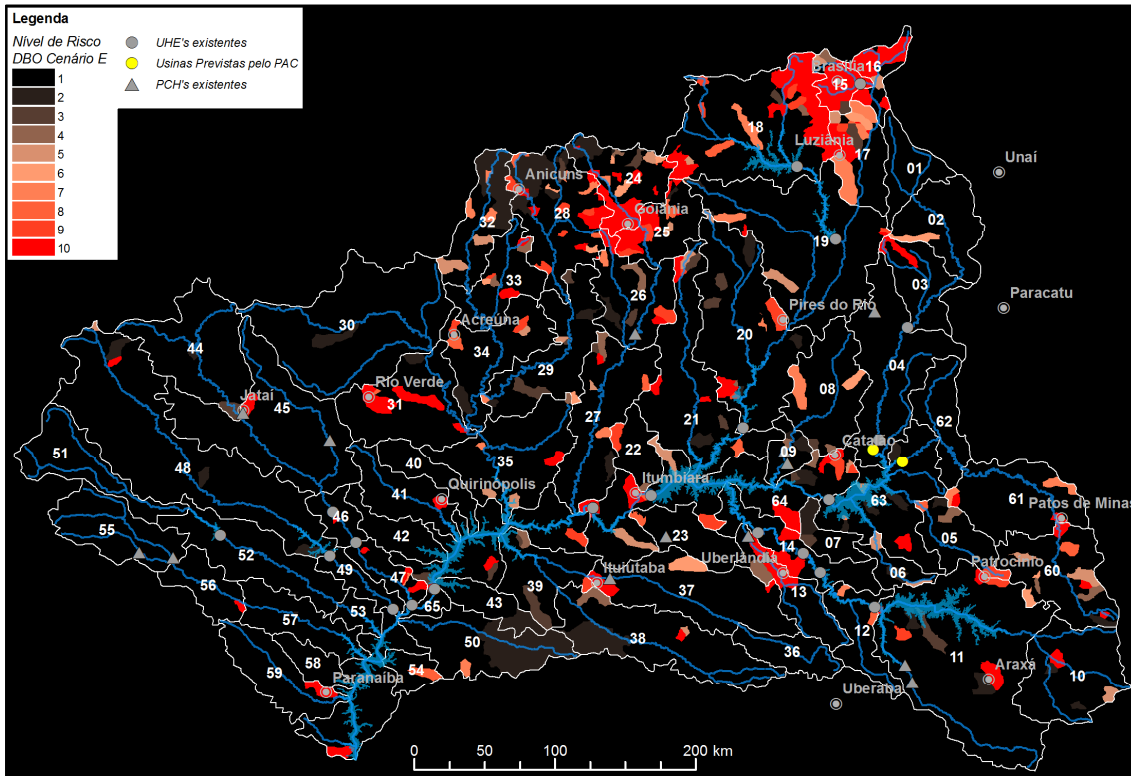 Legenda
Nível de Risco
DBO Cenário E
1
2
3
4
5
6
7
8
9
10
UHE's existentes
Usinas Previstas pelo PAC
PCH's existentes
Brasília
16
15
18
Luziânia
17
01
Unaí
02
Anicuns
24
Goiânia
25
28
32
19
03
Paracatu
33
26
30
Acreúna
34
Pires do Rio
20
04
44
29
08
Jataí
45
Rio Verde
31
27
21
62
51
48
40
35
22
09
Catalão
41
Quirinópolis
Itumbiara
64
63
61
Patos de Minas
46
42
23
55
52
49
14
07
05
Uberlândia
06
Patrocínio
60
56
47
39
Ituiutaba
37
13
57
53
65
43
12
50
38
11
58
54
36
59
Paranaíba
Araxá
10
Uberaba
0
50
100
200 km